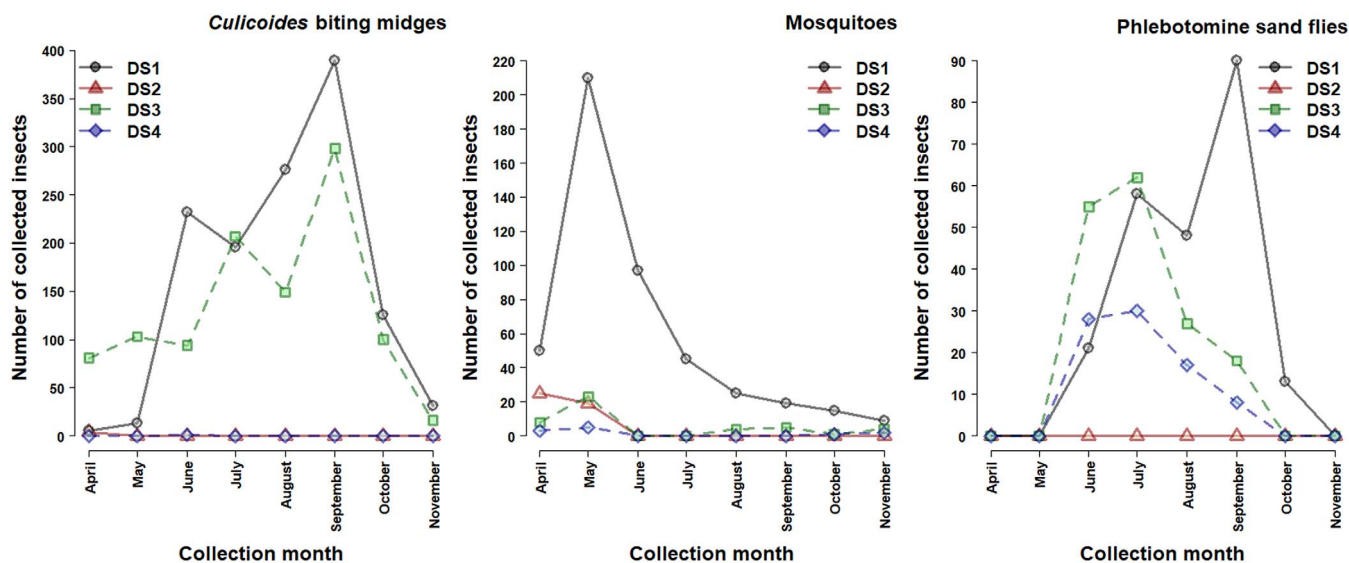 Culicoides biting midges
Number of collected insects
400
350
300
250
200
150
100
50
0
DS1
DS2
DS3
DS4
April
May
June
July
August
September
October
November
Collection month
Mosquitoes
Number of collected insects
220
200
180
160
140
120
100
80
60
40
20
0
DS1
DS2
DS3
DS4
April
May
June
July
August
September
October
November
Collection month
Phlebotomine sand flies
Number of collected insects
90
80
70
60
50
40
30
20
10
0
DS1
DS2
DS3
DS4
April
May
June
July
August
September
October
November
Collection month